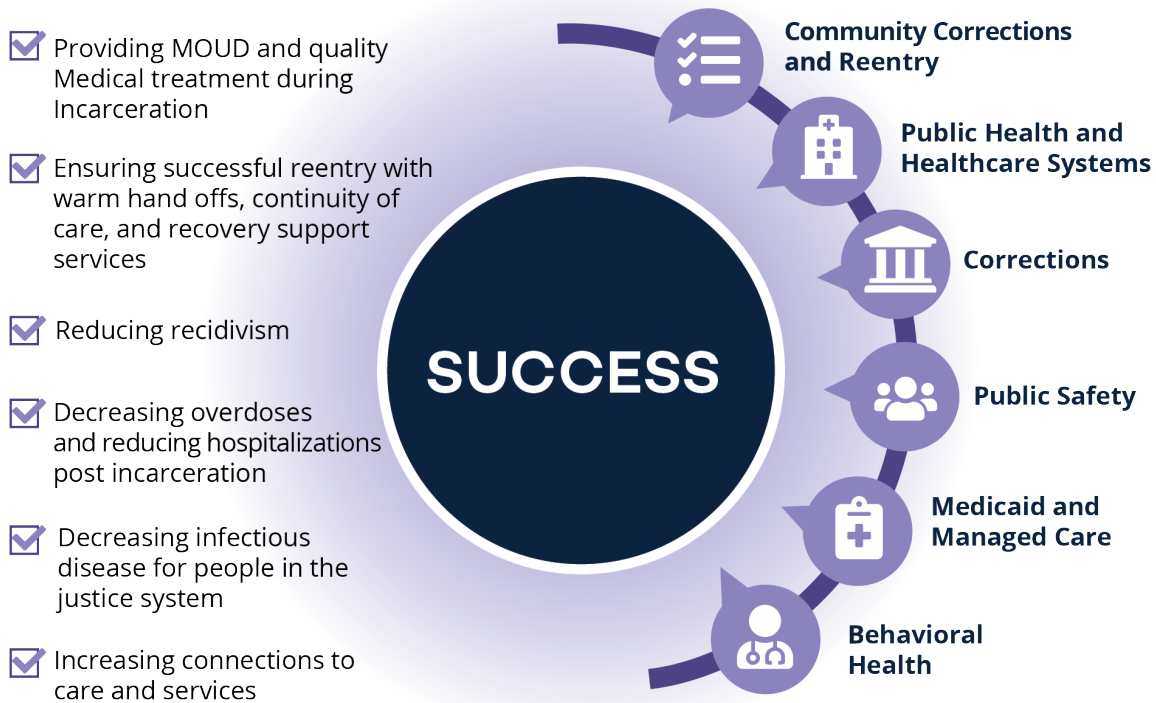 Providing MOUD and quality
Medical treatment during
Incarceration
Ensuring successful reentry with
warm hand offs, continuity of
care, and recovery support
services
Reducing recidivism
Decreasing overdoses
and reducing hospitalizations
post incarceration
Decreasing infectious
disease for people in the
justice system
Increasing connections to
care and services
SUCCESS
Community Corrections
and Reentry
Public Health and
Healthcare Systems
Corrections
Public Safety
Medicaid and
Managed Care
Behavioral
Health